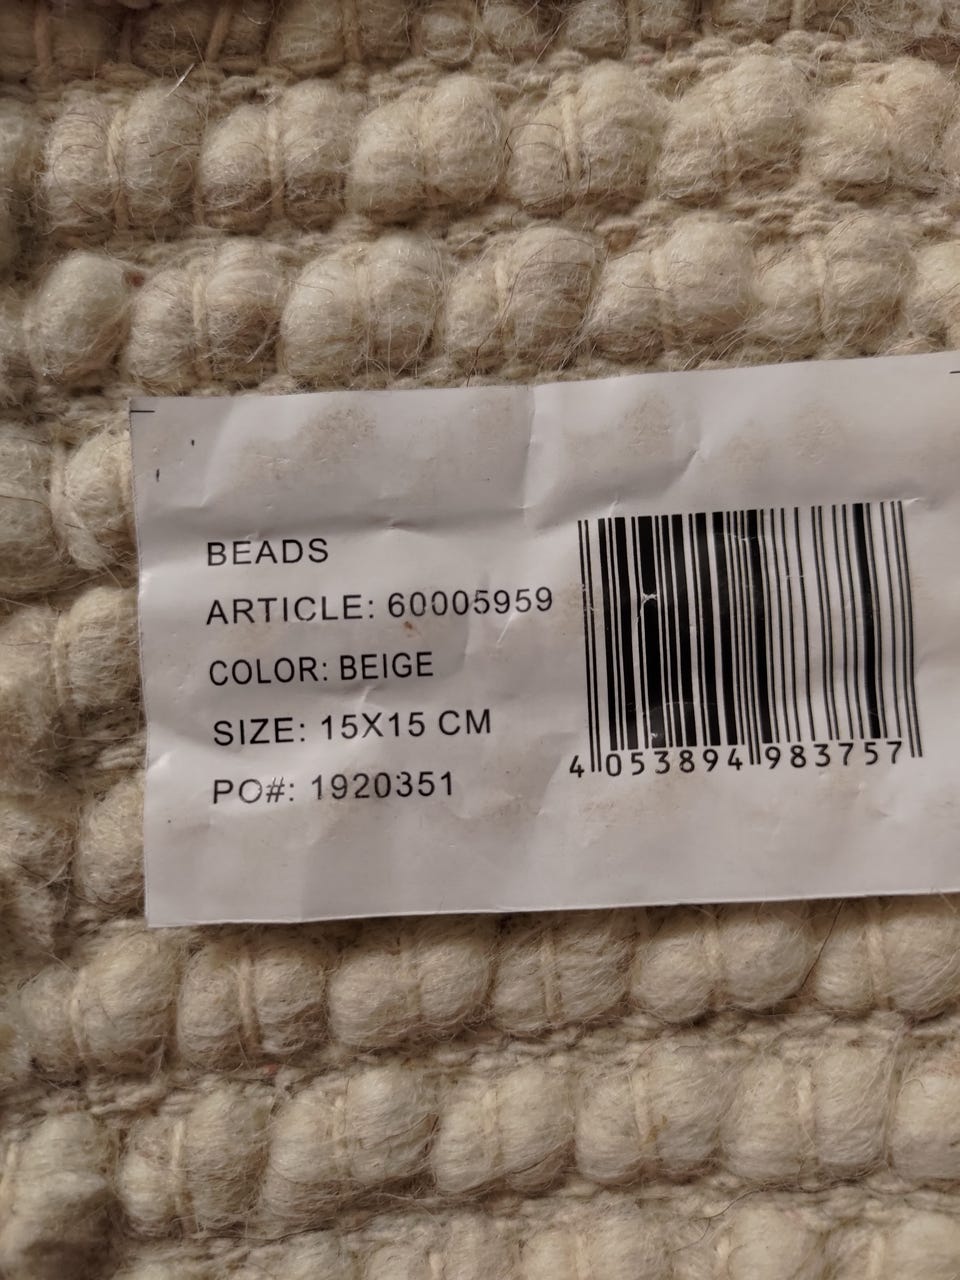 BEADS
ARTICLE: 60005959
COLOR: BEIGE
SIZE: 15X15 CM
PO#: 1920351
4 053894 983757